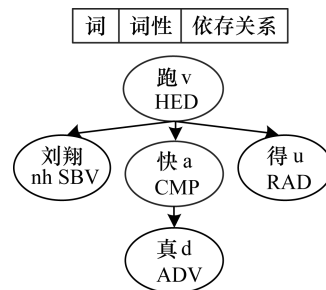 词 词性 依存关系
跑 v
HED
刘翔
nh SBV
快 a
CMP
得 u
RAD
真 d
ADV